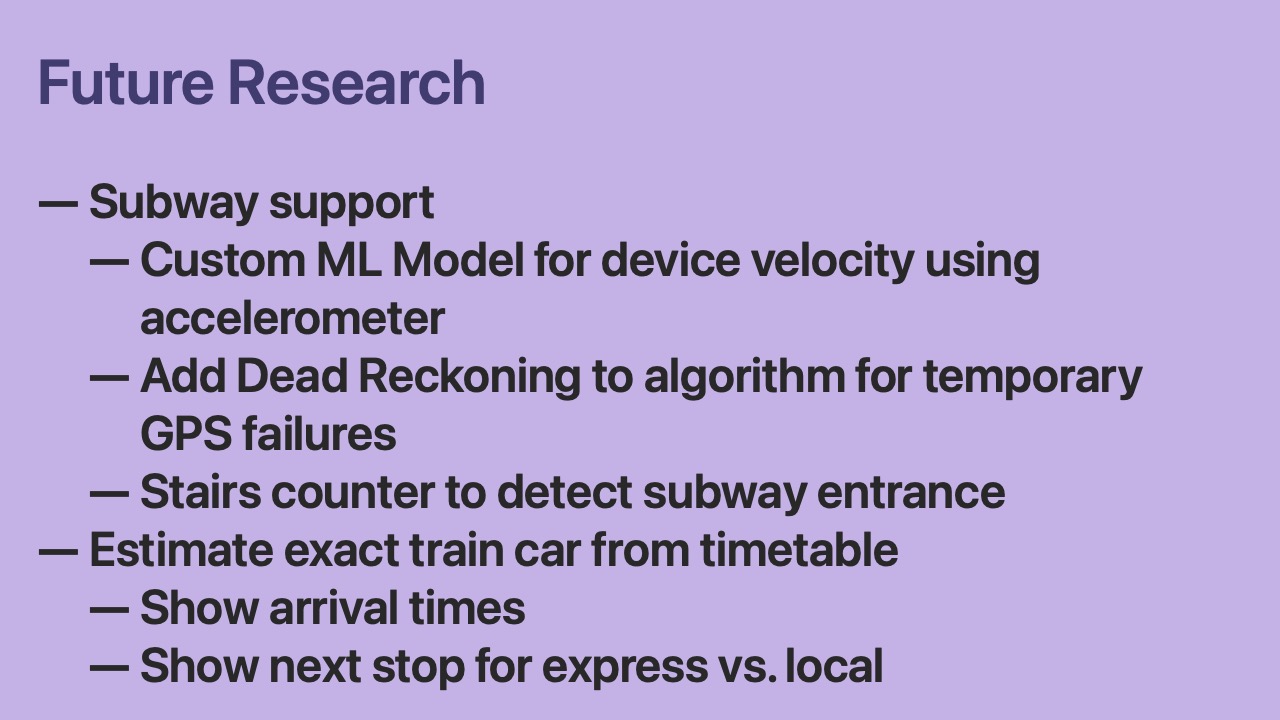 Future Research
— Subway support
— Custom ML Model for device velocity using
accelerometer
— Add Dead Reckoning to algorithm for temporary
GPS failures
— Stairs counter to detect subway entrance
— Estimate exact train car from timetable
— Show arrival times
— Show next stop for express vs. local